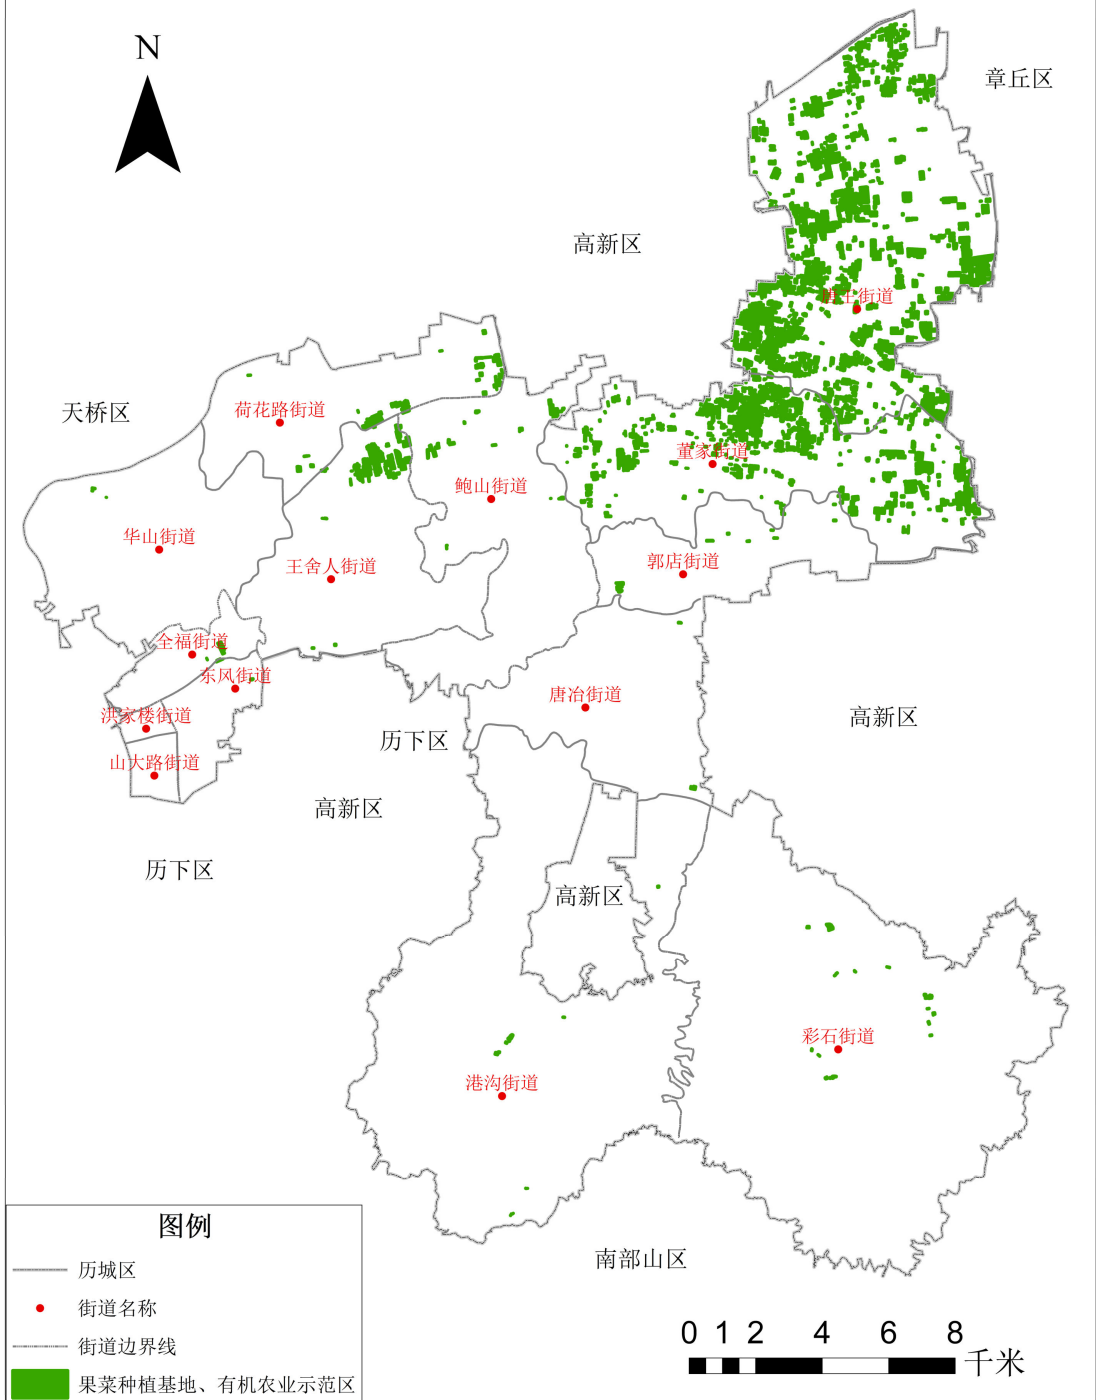 N
章丘区
高新区
唐王街道
天桥区
荷花路街道
董家街道
鲍山街道
华山街道
王舍人街道
郭店街道
全福街道
东风街道
唐冶街道
洪家楼街道
高新区
历下区
山大路街道
高新区
历下区
高新区
彩石街道
港沟街道
图例
南部山区
历城区
街道名称
街道边界线
果菜种植基地、有机农业示范区
0 1 2 4 6 8
千米